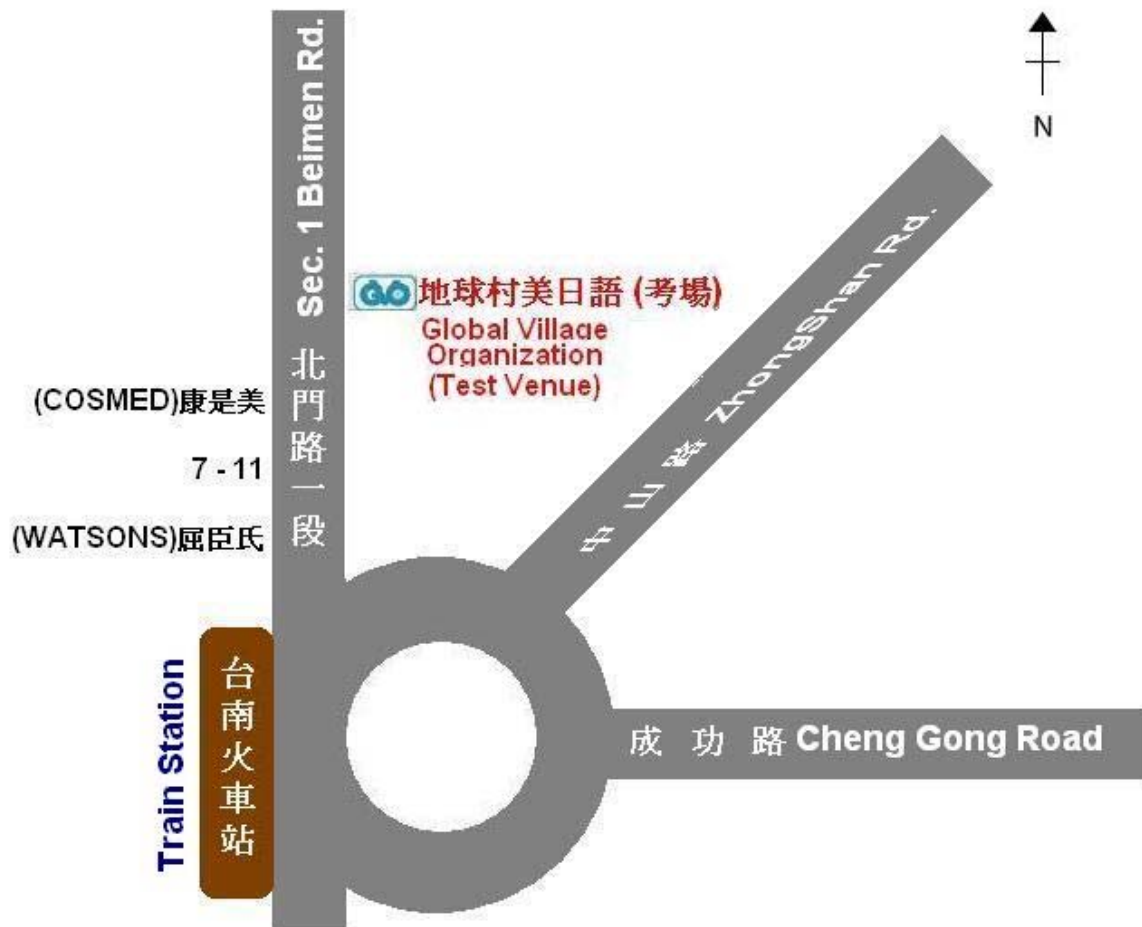 N
Sec. 1 Beimen Rd.
北門路一段
地球村美日語 (考場)
Global Village
Organization
(Test Venue)
(COSMED)康是美
7 - 11
(WATSONS)屈臣氏
中山路 ZhongShan Rd.
Train Station
台南火車站
成功路 Cheng Gong Road